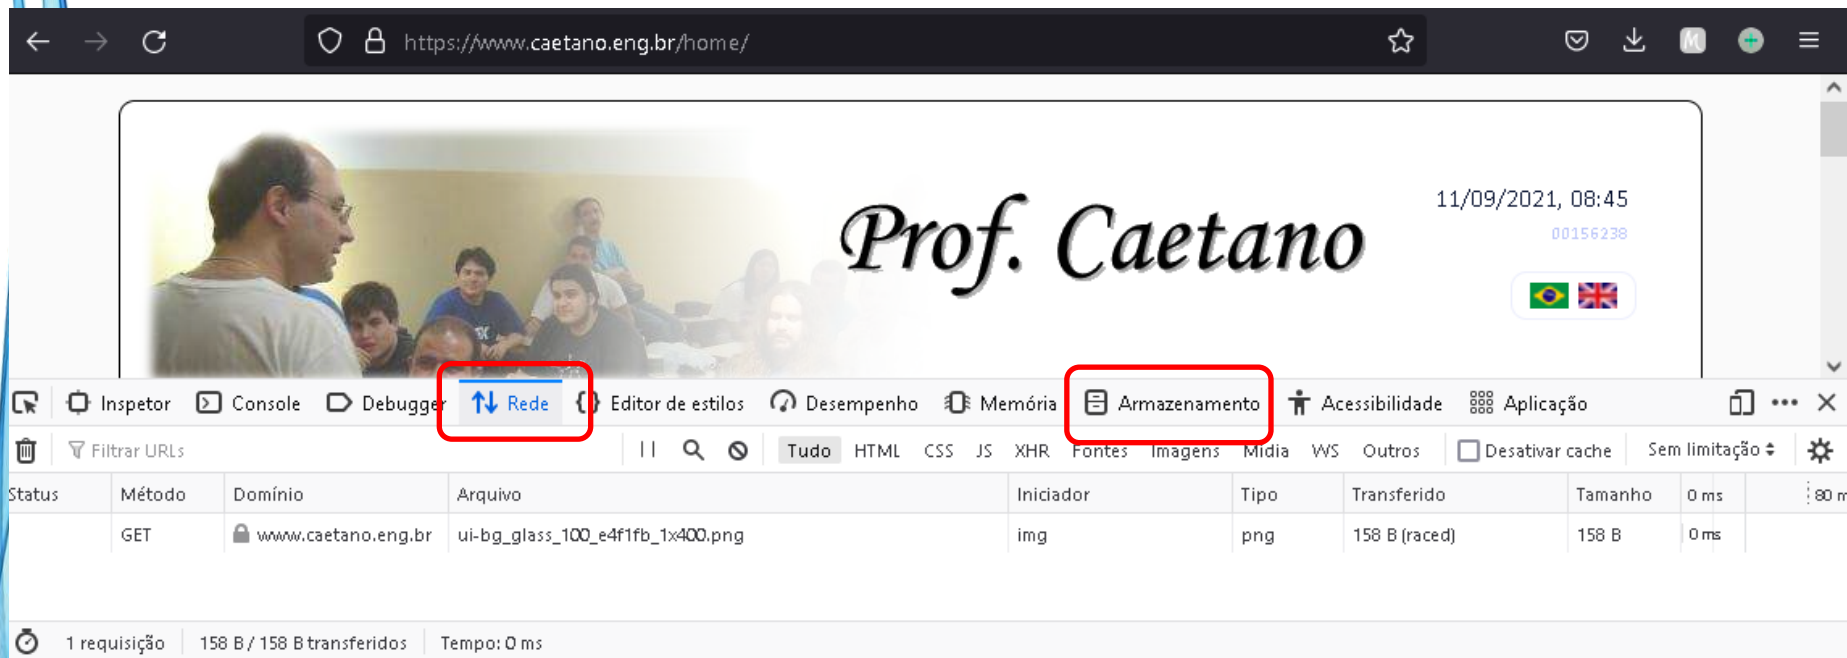 https://www.caetano.eng.br/home/
Prof. Caetano
11/09/2021, 08:45
00156238
Inspetor Console Debugger Rede Editor de estilos Desempenho Memória Armazenamento Acessibilidade Aplicação
Filtrar URLs Tudo HTML CSS JS XHR Fontes Imagens Mídia WS Outros Desativar cache Sem limitação
Status Método Domínio Arquivo Iniciador Tipo Transferido Tamanho 0 ms 80 m
GET www.caetano.eng.br ui-bg_glass_100_e4f1fb_1x400.png img png 158 B (raced) 158 B 0 ms
1 requisição 158 B / 158 B transferidos Tempo: 0 ms